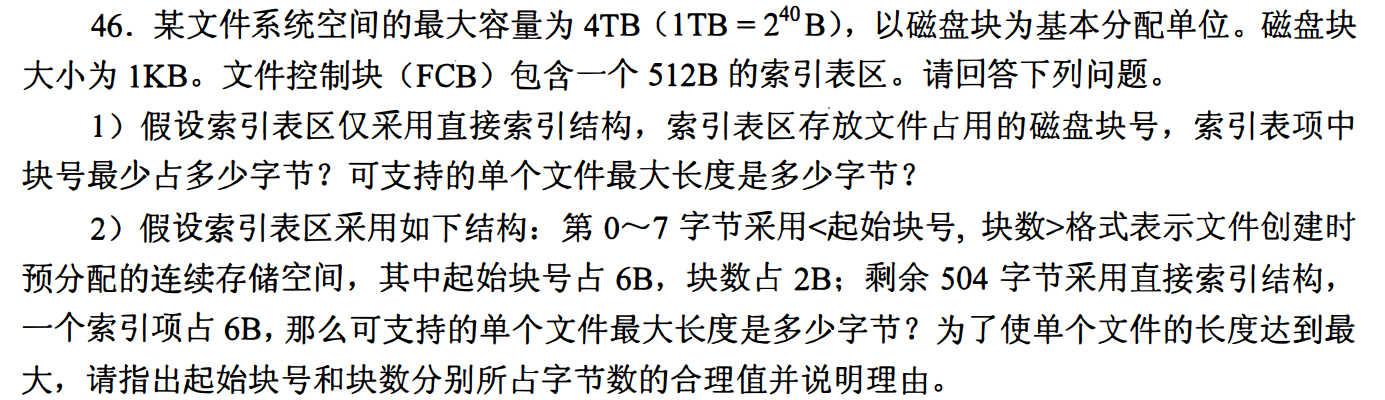 46．某文件系统空间的最大容量为 4TB（1TB = 2⁴⁰B），以磁盘块为基本分配单位。磁盘块
大小为 1KB。文件控制块（FCB）包含一个 512B 的索引表区。请回答下列问题。
1）假设索引表区仅采用直接索引结构，索引表区存放文件占用的磁盘块号，索引表项中
块号最少占多少字节？可支持的单个文件最大长度是多少字节？
2）假设索引表区采用如下结构：第 0～7 字节采用<起始块号, 块数>格式表示文件创建时
预分配的连续存储空间，其中起始块号占 6B，块数占 2B；剩余 504 字节采用直接索引结构，
一个索引项占 6B，那么可支持的单个文件最大长度是多少字节？为了使单个文件的长度达到最
大，请指出起始块号和块数分别所占字节数的合理值并说明理由。